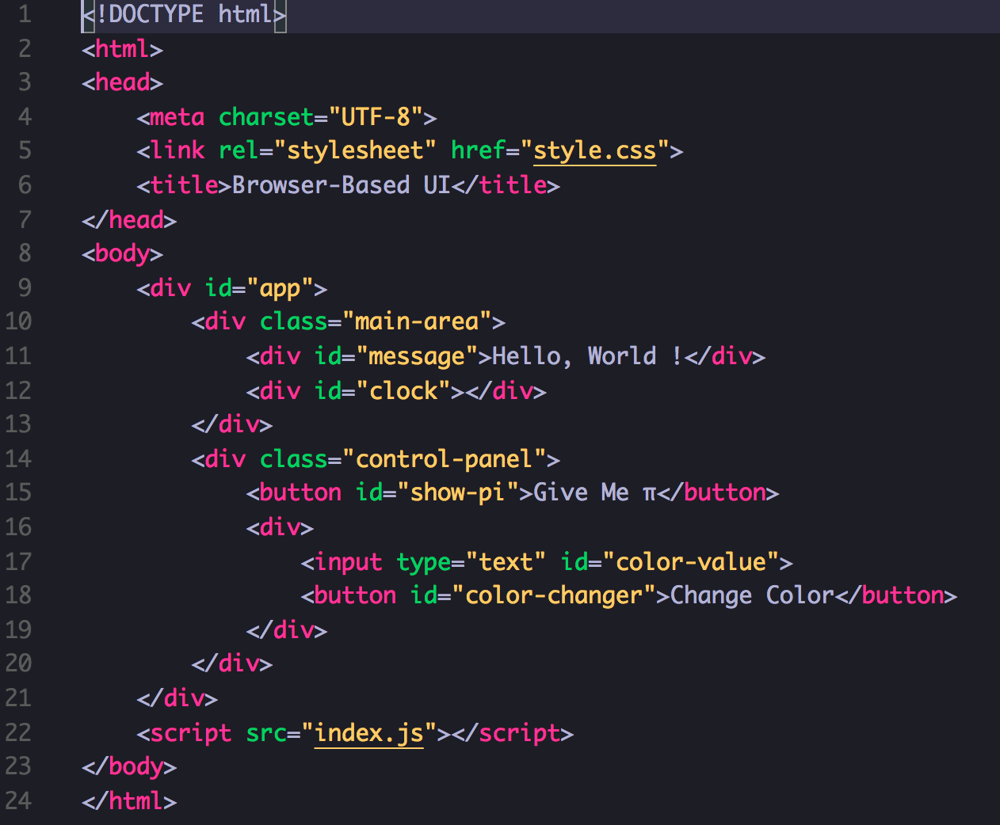 1 <!DOCTYPE html>
2 <html>
3 <head>
4     <meta charset="UTF-8">
5     <link rel="stylesheet" href="style.css">
6     <title>Browser-Based UI</title>
7 </head>
8 <body>
9     <div id="app">
10         <div class="main-area">
11             <div id="message">Hello, World !</div>
12             <div id="clock"></div>
13         </div>
14         <div class="control-panel">
15             <button id="show-pi">Give Me π</button>
16             <div>
17                 <input type="text" id="color-value">
18                 <button id="color-changer">Change Color</button>
19             </div>
20         </div>
21     </div>
22     <script src="index.js"></script>
23 </body>
24 </html>